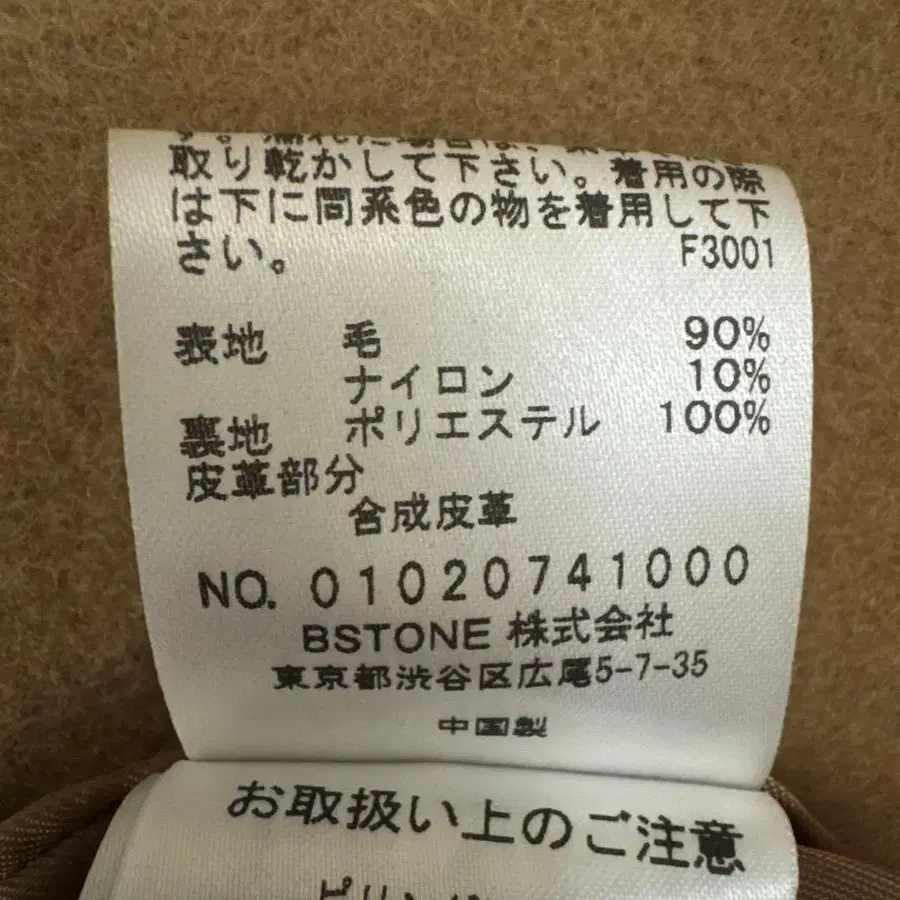 取り乾かして下さい。着用の際
は下に同系色の物を着用して下
さい。 F3001
表地 毛 90%
ナイロン 10%
裏地 ポリエステル 100%
皮革部分
合成皮革
NO. 01020741000
BSTONE 株式会社
東京都渋谷区広尾5-7-35
中国製
お取扱い上のご注意